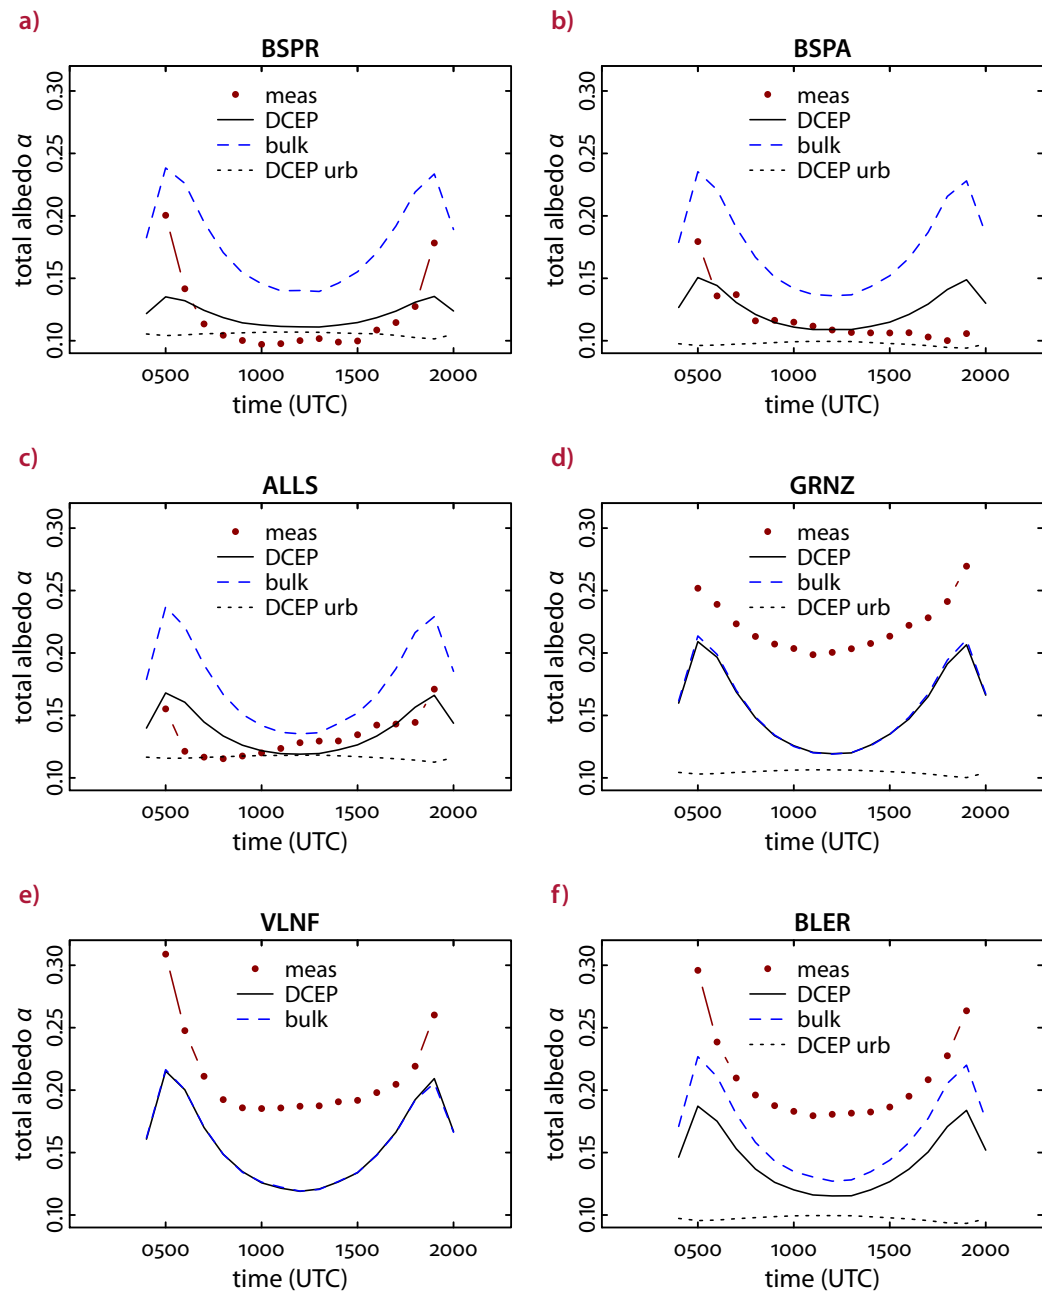 a)
BSPR
meas
DCEP
bulk
DCEP urb
0.10 0.15 0.20 0.25 0.30
total albedo α
0500 1000 1500 2000
time (UTC)
b)
BSPA
meas
DCEP
bulk
DCEP urb
0.10 0.15 0.20 0.25 0.30
total albedo α
0500 1000 1500 2000
time (UTC)
c)
ALLS
meas
DCEP
bulk
DCEP urb
0.10 0.15 0.20 0.25 0.30
total albedo α
0500 1000 1500 2000
time (UTC)
d)
GRNZ
meas
DCEP
bulk
DCEP urb
0.10 0.15 0.20 0.25 0.30
total albedo α
0500 1000 1500 2000
time (UTC)
e)
VLNF
meas
DCEP
bulk
0.10 0.15 0.20 0.25 0.30
total albedo α
0500 1000 1500 2000
time (UTC)
f)
BLER
meas
DCEP
bulk
DCEP urb
0.10 0.15 0.20 0.25 0.30
total albedo α
0500 1000 1500 2000
time (UTC)